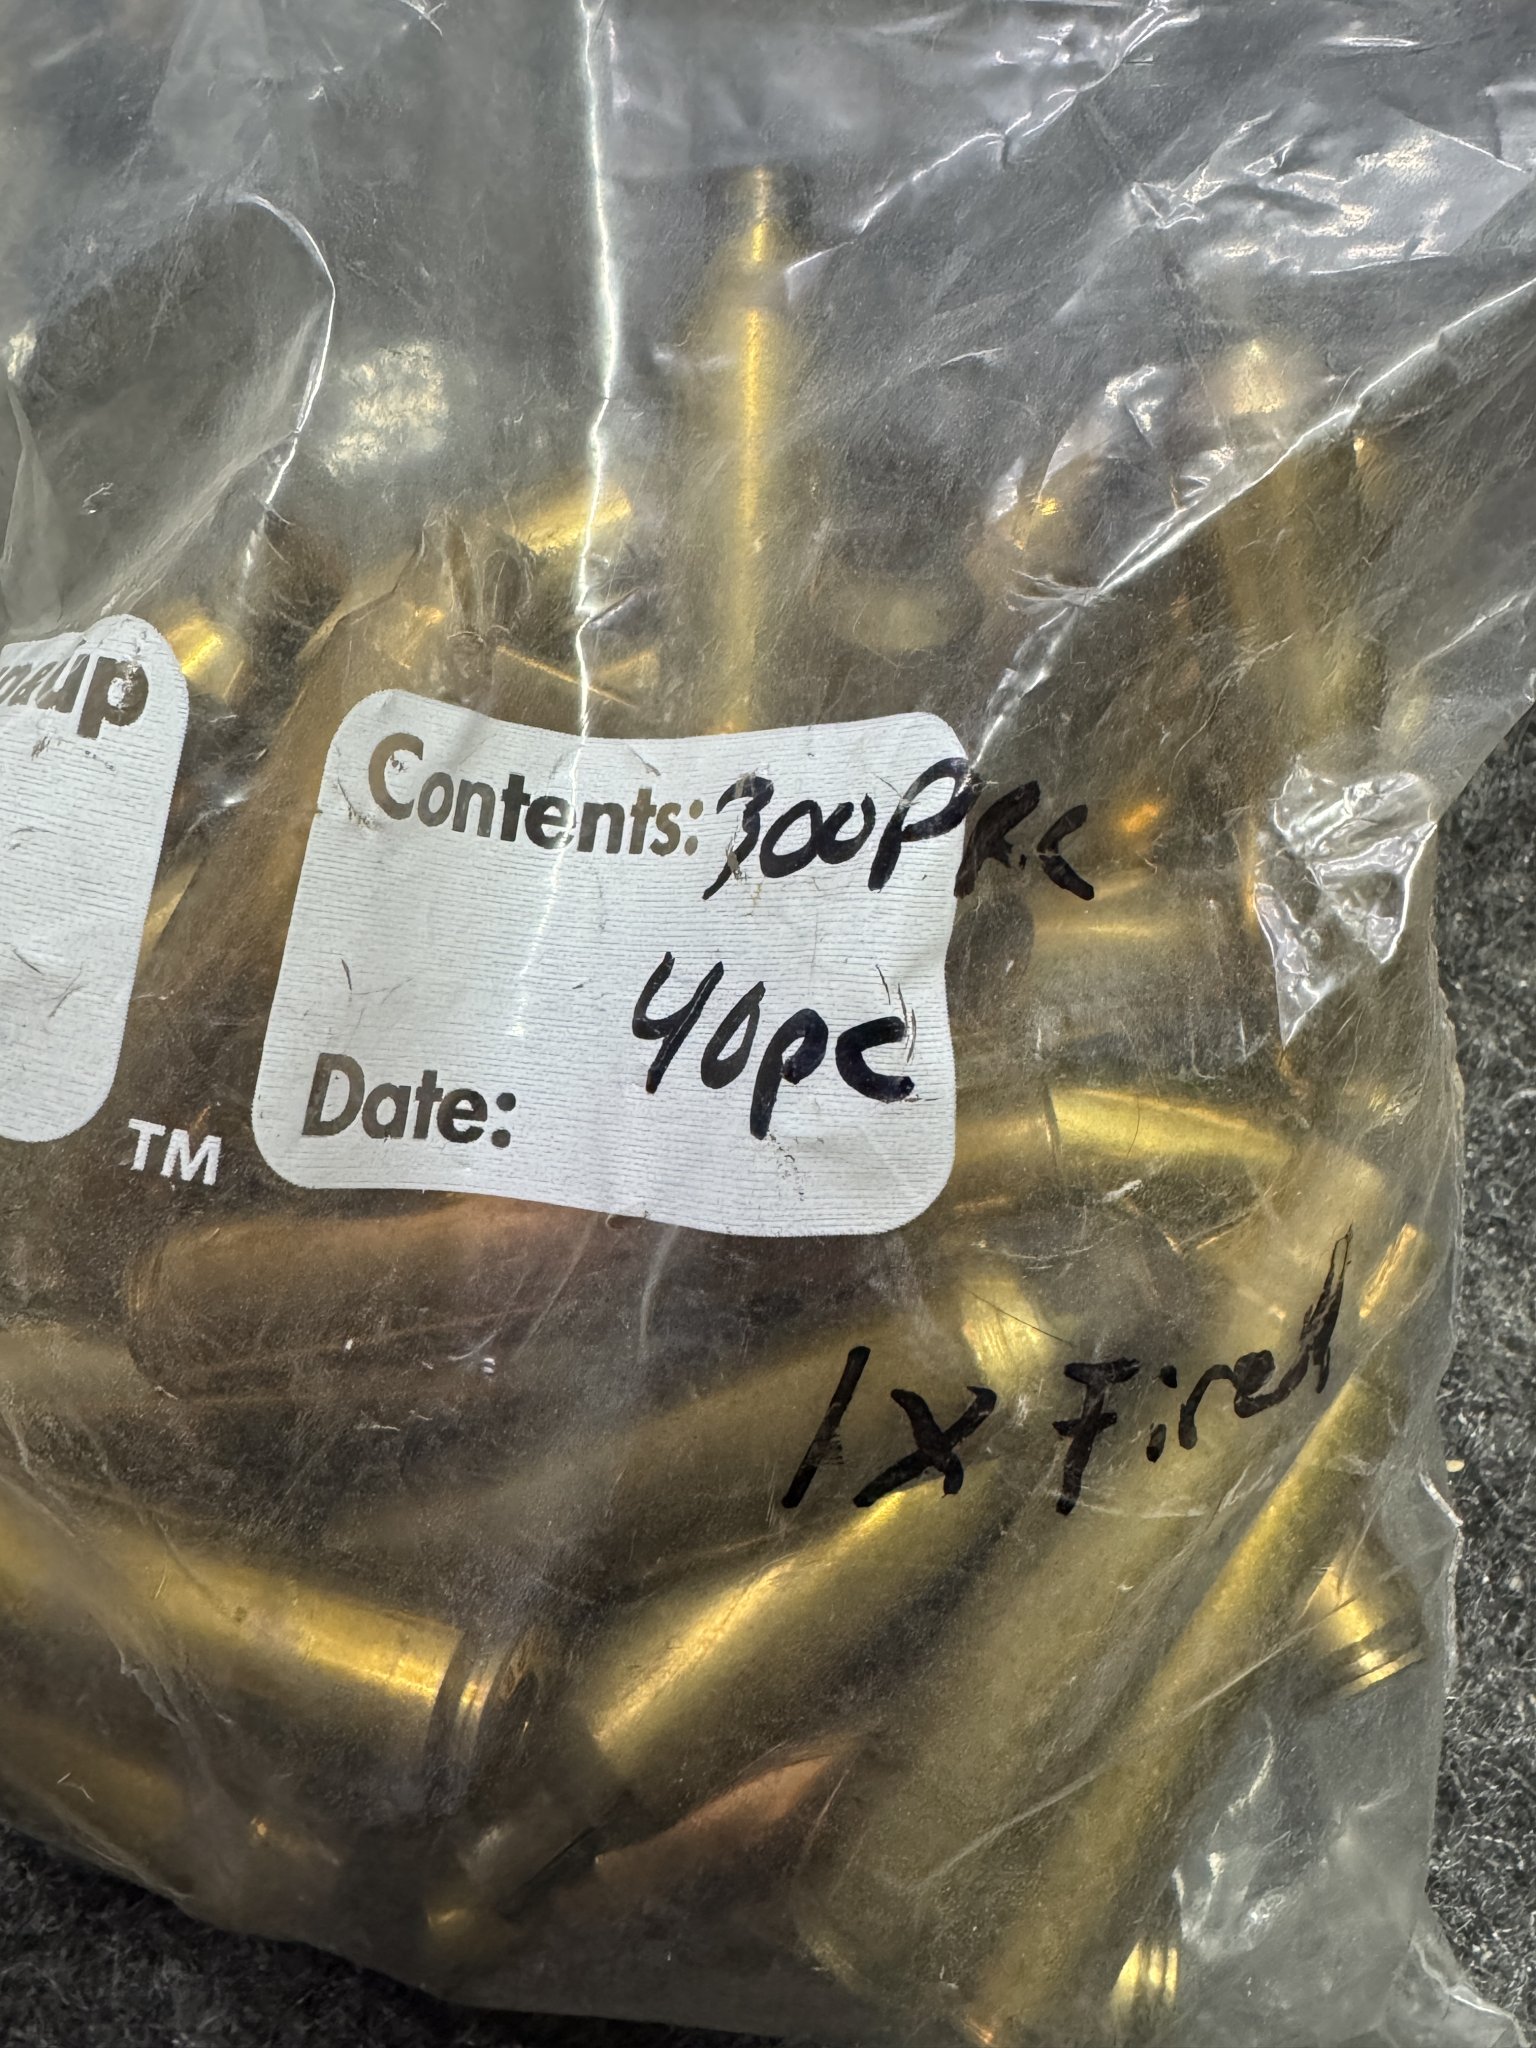 Contents: 300PRC
40pc
Date:
TM
1x Fired